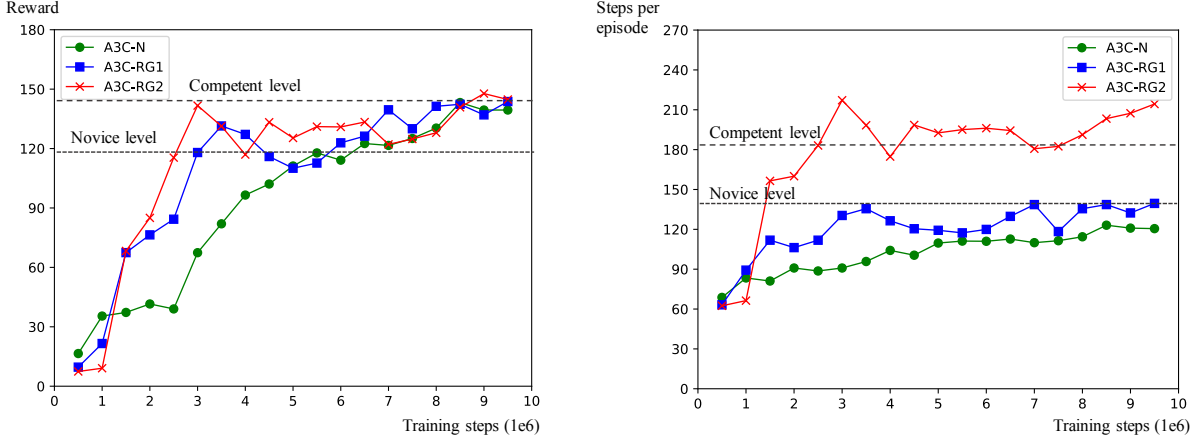 Reward
180
150
120
90
60
30
0
A3C-N
A3C-RG1
A3C-RG2
Competent level
Novice level
0 1 2 3 4 5 6 7 8 9 10
Training steps (1e6)
Steps per
episode
270
240
210
180
150
120
90
60
30
0
A3C-N
A3C-RG1
A3C-RG2
Competent level
Novice level
0 1 2 3 4 5 6 7 8 9 10
Training steps (1e6)